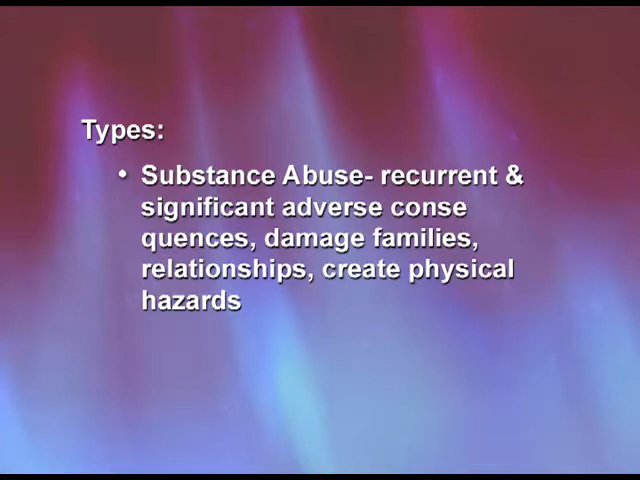 Types:
• Substance Abuse- recurrent &
significant adverse conse
quences, damage families,
relationships, create physical
hazards